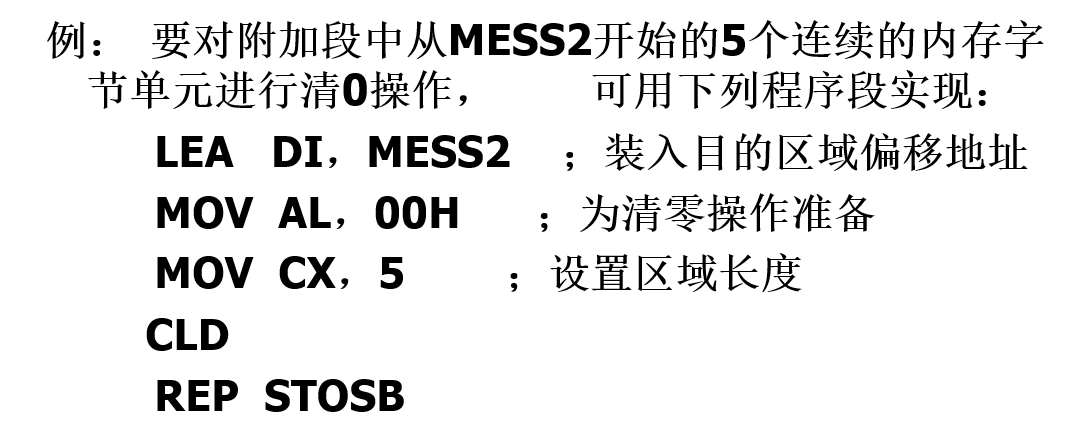 例： 要对附加段中从MESS2开始的5个连续的内存字
节单元进行清0操作， 可用下列程序段实现：
LEA DI，MESS2 ；装入目的区域偏移地址
MOV AL，00H ；为清零操作准备
MOV CX，5 ；设置区域长度
CLD
REP STOSB